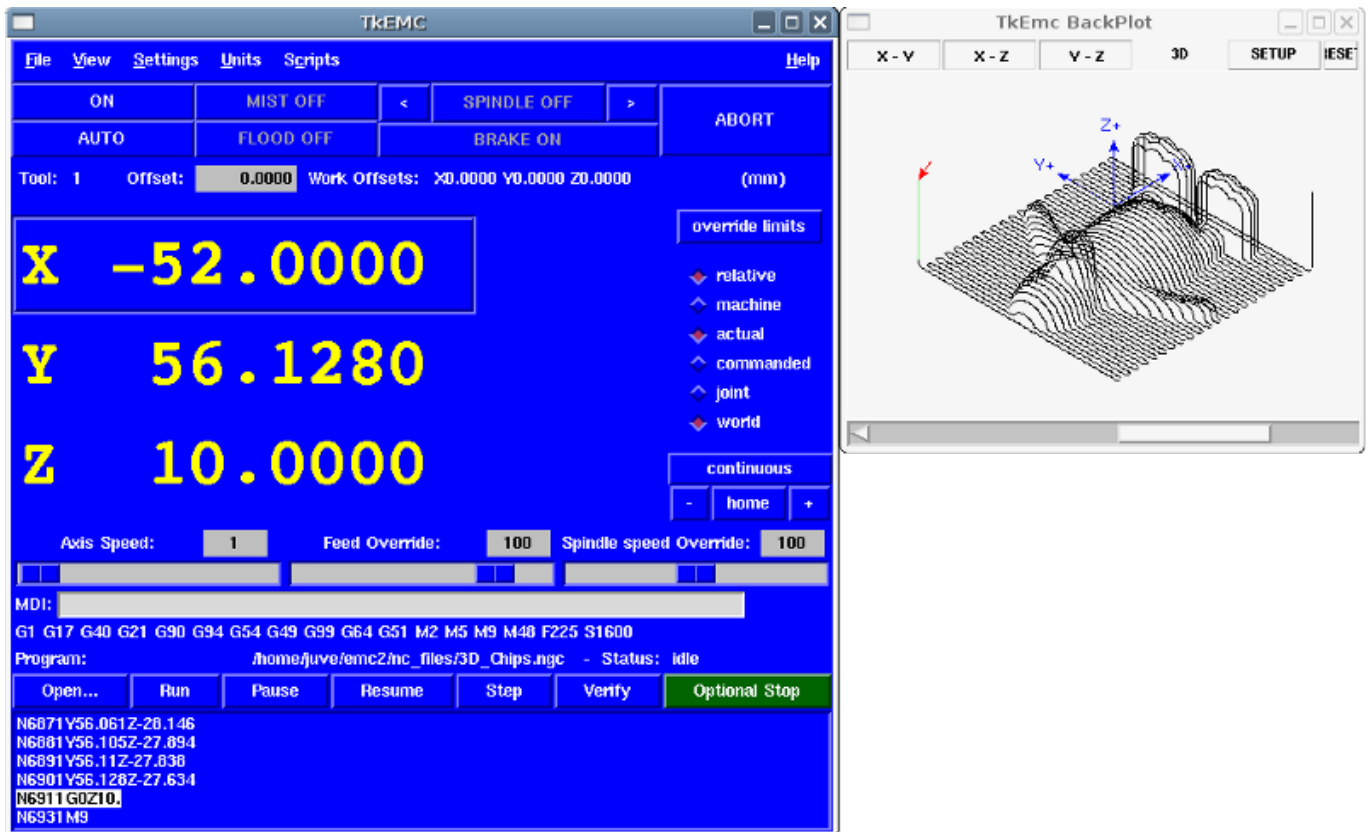 TkEMC
File View Settings Units Scripts Help
ON MIST OFF < SPINDLE OFF > ABORT
AUTO FLOOD OFF BRAKE ON
Tool: 1 Offset: 0.0000 Work Offsets: X0.0000 Y0.0000 Z0.0000 (mm)
override limits
X -52.0000
relative
machine
Y 56.1280
actual
commanded
joint
world
Z 10.0000
continuous
- home +
Axis Speed: 1 Feed Override: 100 Spindle speed Override: 100
MDI:
G1 G17 G40 G21 G90 G94 G54 G49 G99 G64 G51 M2 M5 M9 M48 F225 S1600
Program: /home/juve/emc2/nc_files/3D_Chips.ngc - Status: idle
Open... Run Pause Resume Step Verify Optional Stop
N6871Y56.061Z-28.146
N6881Y56.105Z-27.894
N6891Y56.11Z-27.838
N6901Y56.128Z-27.634
N6911G0Z10.
N6931M9
TkEmc BackPlot
X - Y X - Z Y - Z 3D SETUP
Z+
Y+ X+